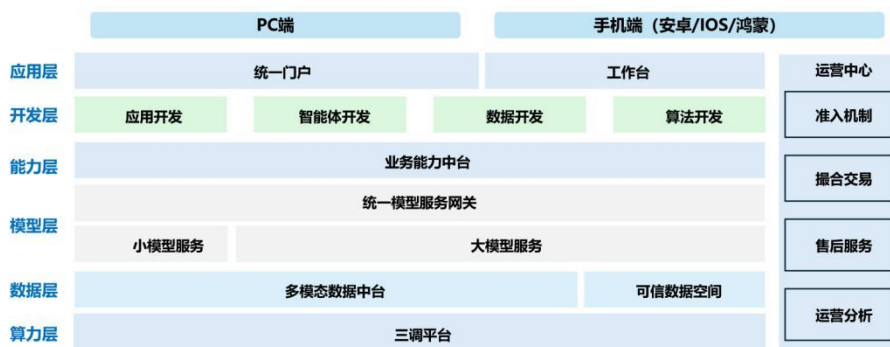 PC端
手机端（安卓/IOS/鸿蒙）
应用层
统一门户
工作台
运营中心
开发层
应用开发
智能体开发
数据开发
算法开发
准入机制
能力层
业务能力中台
撮合交易
模型层
统一模型服务网关
小模型服务
大模型服务
售后服务
数据层
多模态数据中台
可信数据空间
运营分析
算力层
三调平台